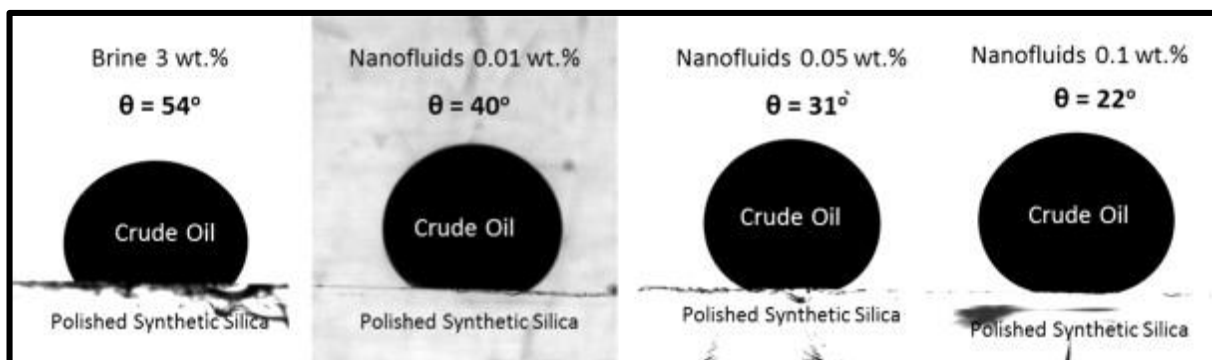 Brine 3 wt.%
θ = 54°
Crude Oil
Polished Synthetic Silica
Nanofluids 0.01 wt.%
θ = 40°
Crude Oil
Polished Synthetic Silica
Nanofluids 0.05 wt.%
θ = 31°
Crude Oil
Polished Synthetic Silica
Nanofluids 0.1 wt.%
θ = 22°
Crude Oil
Polished Synthetic Silica